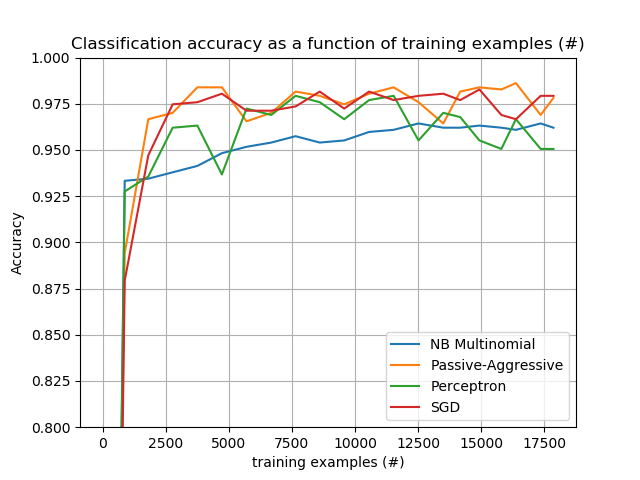 Classification accuracy as a function of training examples (#)
1.000
0.975
0.950
0.925
0.900
0.875
0.850
0.825
0.800
Accuracy
NB Multinomial
Passive-Aggressive
Perceptron
SGD
0 2500 5000 7500 10000 12500 15000 17500
training examples (#)